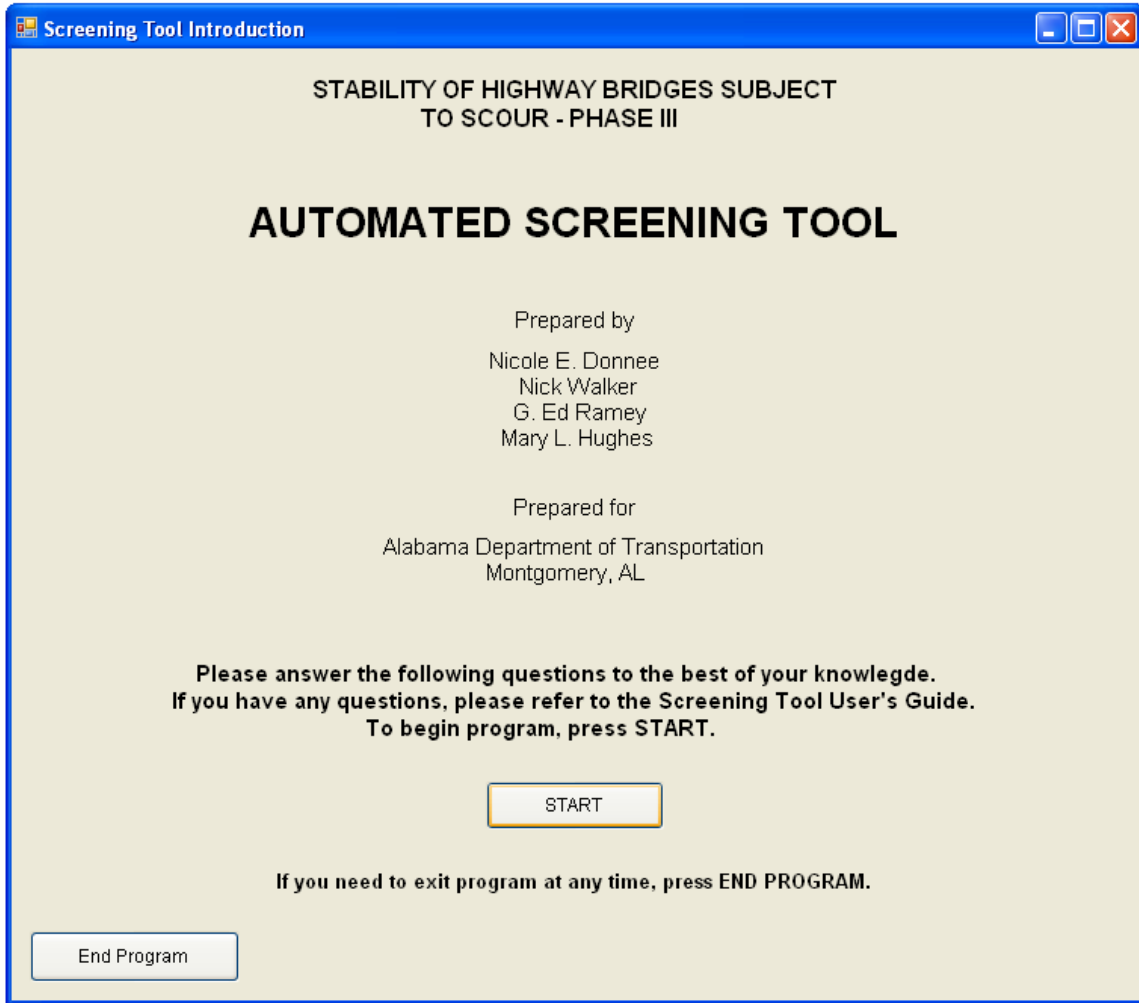 Screening Tool Introduction
STABILITY OF HIGHWAY BRIDGES SUBJECT
TO SCOUR - PHASE III
AUTOMATED SCREENING TOOL
Prepared by
Nicole E. Donnee
Nick Walker
G. Ed Ramey
Mary L. Hughes
Prepared for
Alabama Department of Transportation
Montgomery, AL
Please answer the following questions to the best of your knowlegde.
If you have any questions, please refer to the Screening Tool User's Guide.
To begin program, press START.
START
If you need to exit program at any time, press END PROGRAM.
End Program